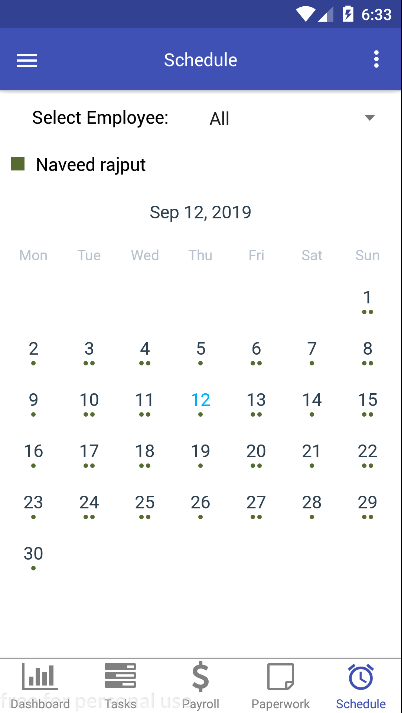 6:33
Schedule
Select Employee: All
Naveed rajput
Sep 12, 2019
Mon Tue Wed Thu Fri Sat Sun
1
2 3 4 5 6 7 8
9 10 11 12 13 14 15
16 17 18 19 20 21 22
23 24 25 26 27 28 29
30
Dashboard Tasks Payroll Paperwork Schedule
free for personal use